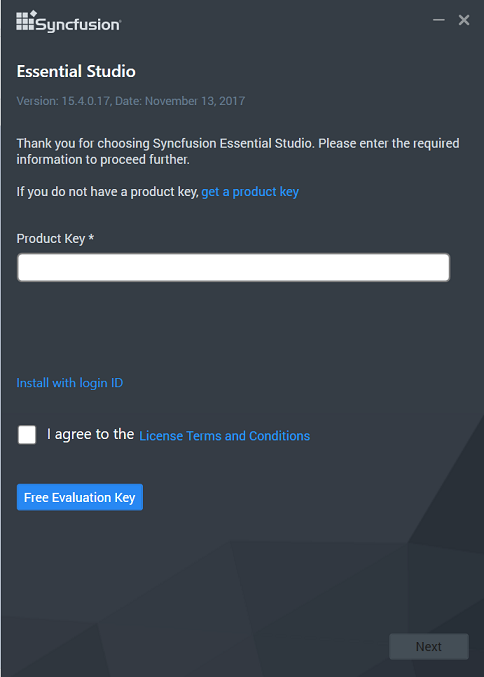 Syncfusion®
Essential Studio
Version: 15.4.0.17, Date: November 13, 2017
Thank you for choosing Syncfusion Essential Studio. Please enter the required
information to proceed further.
If you do not have a product key, get a product key
Product Key *
Install with login ID
I agree to the License Terms and Conditions
Free Evaluation Key
Next